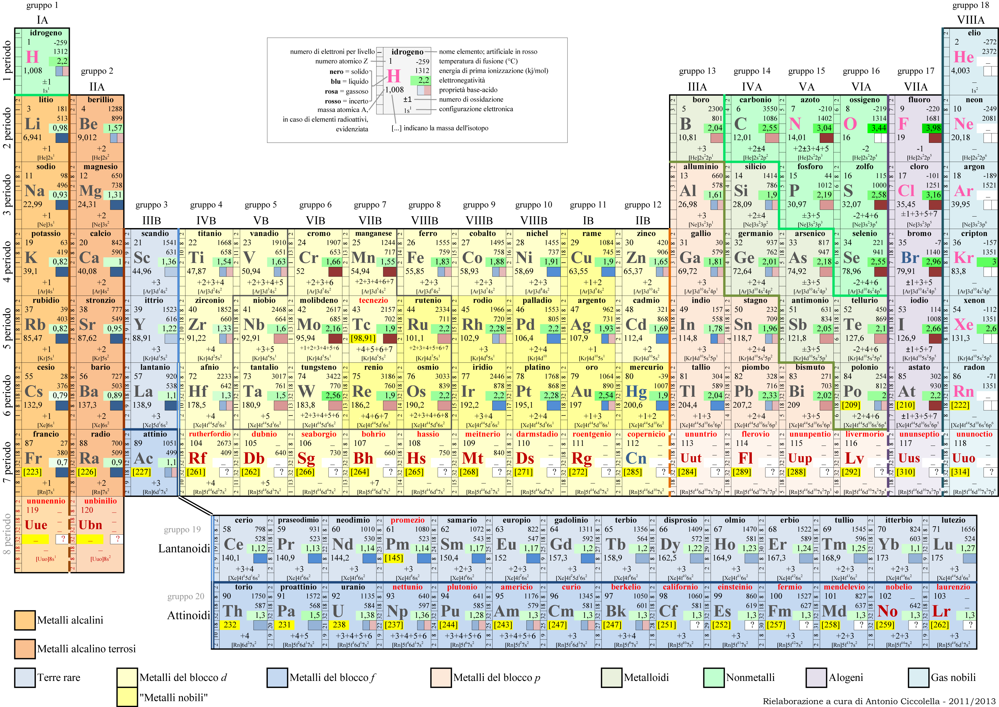 gruppo 1
gruppo 18
IA
VIIIA
idrogeno elio
1 -259 2 -272
1312 2372
H 2,2 He _
1,008 4,003
±1 –
1s¹ 1s²
1 periodo
numero di elettroni per livello
numero atomico Z
nero = solido
blu = liquido
rosa = gassoso
rosso = incerto
massa atomica A,
in caso di elementi radioattivi,
evidenziata
idrogeno
1 -259
1312
H 2,2
1,008
±1
1s¹
nome elemento; artificiale in rosso
temperatura di fusione (°C)
energia di prima ionizzazione (kj/mol)
elettronegatività
proprietà base-acido
numero di ossidazione
configurazione elettronica
[...] indicano la massa dell'isotopo
gruppo 2 gruppo 13 gruppo 14 gruppo 15 gruppo 16 gruppo 17
IIA IIIA IVA VA VIA VIIA
2 periodo
litio berillio boro carbonio azoto ossigeno fluoro neon
3 181 4 1288 5 2300 6 3550 7 -210 8 -219 9 -220 10 -249
513 899 801 1086 1402 1314 1681 2081
Li 0,98 Be 1,57 B 2,04 C 2,55 N 3,04 O 3,44 F 3,98 Ne _
6,941 9,012 10,81 12,01 14,01 16 19 20,18
+1 +2 +3 +2±4 +2±3+4+5 -2 -1 –
[He]2s¹ [He]2s² [He]2s²2p¹ [He]2s²2p² [He]2s²2p³ [He]2s²2p⁴ [He]2s²2p⁵ [He]2s²2p⁶
3 periodo
sodio magnesio alluminio silicio fosforo zolfo cloro argon
11 98 12 650 13 660 14 1414 15 44 16 115 17 -101 18 -189
496 738 578 786 1012 1000 1251 1521
Na 0,93 Mg 1,31 Al 1,61 Si 1,9 P 2,19 S 2,58 Cl 3,16 Ar _
22,99 24,31 26,98 28,09 30,97 32,07 35,45 39,95
+1 +2 +3 +2±4 ±3+5 -2+4+6 ±1+3+5+7 –
[Ne]3s¹ [Ne]3s² [Ne]3s²3p¹ [Ne]3s²3p² [Ne]3s²3p³ [Ne]3s²3p⁴ [Ne]3s²3p⁵ [Ne]3s²3p⁶
gruppo 3 gruppo 4 gruppo 5 gruppo 6 gruppo 7 gruppo 8 gruppo 9 gruppo 10 gruppo 11 gruppo 12
IIIB IVB VB VIB VIIB VIIIB VIIIB VIIIB IB IIB
4 periodo
potassio calcio scandio titanio vanadio cromo manganese ferro cobalto nichel rame zinco gallio germanio arsenico selenio bromo cripton
19 63 20 842 21 1541 22 1668 23 1910 24 1907 25 1244 26 1555 27 1495 28 1455 29 1084 30 420 31 30 32 937 33 817 34 221 35 -7 36 -157
419 590 631 658 651 653 717 759 758 737 745 906 579 762 947 941 1140 1351
K 0,82 Ca 1 Sc 1,36 Ti 1,54 V 1,63 Cr 1,66 Mn 1,55 Fe 1,83 Co 1,88 Ni 1,91 Cu 1,9 Zn 1,65 Ga 1,81 Ge 2,01 As 2,18 Se 2,55 Br 2,96 Kr 3
39,1 40,08 44,96 47,87 50,94 52 54,94 55,85 58,93 58,69 63,55 65,37 69,72 72,64 74,92 78,96 79,91 83,8
+1 +2 +3 +2+3+4 +2+3+4+5 +2+3+6 +2+3+4+6+7 +2+3 +2+3 +2+3 +1+2 +2 +3 +2+4 ±3+5 -2+4+6 ±1+3+5 –
[Ar]4s¹ [Ar]4s² [Ar]3d¹4s² [Ar]3d²4s² [Ar]3d³4s² [Ar]3d⁵4s² [Ar]3d⁵4s² [Ar]3d⁶4s² [Ar]3d⁷4s² [Ar]3d⁸4s² [Ar]3d⁹4s² [Ar]3d¹⁰4s² [Ar]3d¹⁰4s²4p¹ [Ar]3d¹⁰4s²4p² [Ar]3d¹⁰4s²4p³ [Ar]3d¹⁰4s²4p⁴ [Ar]3d¹⁰4s²4p⁵ [Ar]3d¹⁰4s²4p⁶
5 periodo
rubidio stronzio ittrio zirconio niobio molibdeno tecnezio rutenio rodio palladio argento cadmio indio stagno antimonio tellurio iodio xenon
37 39 38 777 39 1523 40 1852 41 2468 42 2617 43 2157 44 2334 45 1966 46 1553 47 962 48 321 49 157 50 232 51 631 52 450 53 114 54 -112
403 549 616 660 664 685 702 711 720 805 731 868 558 709 834 869 1008 1351
Rb 0,82 Sr 0,95 Y 1,22 Zr 1,33 Nb 1,6 Mo 2,16 Tc 1,9 Ru 2,2 Rh 2,28 Pd 2,2 Ag 1,93 Cd 1,69 In 1,78 Sn 1,96 Sb 2,05 Te 2,1 I 2,66 Xe 2,6
85,47 87,62 88,91 91,22 92,91 95,94 [98,91] 101,1 102,9 106,4 107,9 112,4 114,8 118,7 121,8 127,6 126,9 131,3
+1 +2 +3 +4 +3+5 +1+2+3+4+5+6 +4+5+6+7 +2+3+4+5+6+7 +3 +2+4 +1 +2 +3 +2+4 ±3+5 -2+4+6 ±1+5+7 –
[Kr]5s¹ [Kr]5s² [Kr]4d¹5s² [Kr]4d²5s² [Kr]4d⁴5s¹ [Kr]4d⁵5s¹ [Kr]4d⁵5s² [Kr]4d⁷5s¹ [Kr]4d⁸5s¹ [Kr]4d¹⁰ [Kr]4d¹⁰5s¹ [Kr]4d¹⁰5s² [Kr]4d¹⁰5s²5p¹ [Kr]4d¹⁰5s²5p² [Kr]4d¹⁰5s²5p³ [Kr]4d¹⁰5s²5p⁴ [Kr]4d¹⁰5s²5p⁵ [Kr]4d¹⁰5s²5p⁶
6 periodo
cesio bario lantanio afnio tantalio tungsteno renio osmio iridio platino oro mercurio tallio piombo bismuto polonio astato radon
55 28 56 727 57 920 72 2233 73 3017 74 3422 75 3186 76 3033 77 2446 78 1768 79 1064 80 -39 81 304 82 328 83 271 84 254 85 302 86 -71
376 503 538 642 761 770 760 839 878 868 890 1007 589 716 703 812 930 1351
Cs 0,79 Ba 0,89 La 1,1 Hf 1,3 Ta 1,5 W 2,56 Re 1,9 Os 2,2 Ir 2,2 Pt 2,28 Au 2,54 Hg 1,9 Tl 2,04 Pb 2,33 Bi 2,02 Po 2 At 2,2 Rn _
132,9 137,3 138,9 178,5 180,9 183,8 186,2 190,2 192,2 195,1 197 200,6 204,4 207,2 209 [209] [210] [222]
+1 +2 +3 +4 +5 +2+3+4+5+6 +4+6+7 +2+3+4+6+8 +3+4 +2+4 +1+3 +1+2 +1+3 +2+4 +3+5 +2+4+6 ±1+3+5+7 –
[Xe]6s¹ [Xe]6s² [Xe]5d¹6s² [Xe]4f¹⁴5d²6s² [Xe]4f¹⁴5d³6s² [Xe]4f¹⁴5d⁴6s² [Xe]4f¹⁴5d⁵6s² [Xe]4f¹⁴5d⁶6s² [Xe]4f¹⁴5d⁷6s² [Xe]4f¹⁴5d⁹6s¹ [Xe]4f¹⁴5d¹⁰6s¹ [Xe]4f¹⁴5d¹⁰6s² [Xe]4f¹⁴5d¹⁰6s²6p¹ [Xe]4f¹⁴5d¹⁰6s²6p² [Xe]4f¹⁴5d¹⁰6s²6p³ [Xe]4f¹⁴5d¹⁰6s²6p⁴ [Xe]4f¹⁴5d¹⁰6s²6p⁵ [Xe]4f¹⁴5d¹⁰6s²6p⁶
7 periodo
francio radio attinio rutherfordio dubnio seaborgio bohrio hassio meitnerio darmstadio roentgenio copernicio ununtrio flerovio ununpentio livermorio ununseptio ununoctio
87 27 88 700 89 1051 104 2673 105 _ 106 _ 107 _ 108 _ 109 _ 110 _ 111 _ 112 _ 113 _ 114 _ 115 _ 116 _ 117 _ 118 _
380 509 499 409 640 730 660 750 840 _ _ _ _ _ _ _ _ _
Fr 0,7 Ra 0,9 Ac 1,1 Rf _ Db _ Sg _ Bh _ Hs _ Mt _ Ds _ Rg _ Cn _ Uut _ Fl _ Uup _ Lv _ Uus _ Uuo _
[223] [226] [227] [261] ? [262] ? [266] ? [264] ? [265] ? [268] ? [271] ? [272] ? [285] ? [284] ? [289] ? [288] ? [292] ? [310] ? [314] ?
+1 +2 +3 +4 +5 – +7 – – – – – – – – – – –
[Rn]7s¹ [Rn]7s² [Rn]6d¹7s² [Rn]5f¹⁴6d²7s² [Rn]5f¹⁴6d³7s² [Rn]5f¹⁴6d⁴7s² [Rn]5f¹⁴6d⁵7s² [Rn]5f¹⁴6d⁶7s² [Rn]5f¹⁴6d⁷7s² [Rn]5f¹⁴6d⁸7s² [Rn]5f¹⁴6d⁹7s² [Rn]5f¹⁴6d¹⁰7s² [Rn]5f¹⁴6d¹⁰7s²7p¹ [Rn]5f¹⁴6d¹⁰7s²7p² [Rn]5f¹⁴6d¹⁰7s²7p³ [Rn]5f¹⁴6d¹⁰7s²7p⁴ [Rn]5f¹⁴6d¹⁰7s²7p⁵ [Rn]5f¹⁴6d¹⁰7s²7p⁶
8 periodo
ununennio unbinilio
119 _ 120 _
Uue _ Ubn _
_ ? _ ?
– –
[Uuo]8s¹ [Uuo]8s²
gruppo 19
Lantanoidi
cerio praseodimio neodimio promezio samario europio gadolinio terbio disprosio olmio erbio tullio itterbio lutezio
58 798 59 931 60 1010 61 1080 62 1072 63 822 64 1311 65 1356 66 1409 67 1470 68 1522 69 1545 70 824 71 1656
528 523 530 523 543 547 592 564 572 581 589 596 603 524
Ce 1,12 Pr 1,13 Nd 1,14 Pm 1,14 Sm 1,17 Eu 1,17 Gd 1,2 Tb 1,2 Dy 1,22 Ho 1,23 Er 1,24 Tm 1,25 Yb 1,1 Lu 1,27
140,1 140,9 144,2 [145] 150,4 152 157,3 158,9 162,5 164,9 167,3 168,9 173 175
+3+4 +3 +3 +3 +2+3 +2+3 +3 +3 +3 +3 +3 +2+3 +2+3 +3
[Xe]4f¹5d¹6s² [Xe]4f³6s² [Xe]4f⁴6s² [Xe]4f⁵6s² [Xe]4f⁶6s² [Xe]4f⁷6s² [Xe]4f⁷5d¹6s² [Xe]4f⁹6s² [Xe]4f¹⁰6s² [Xe]4f¹¹6s² [Xe]4f¹²6s² [Xe]4f¹³6s² [Xe]4f¹⁴6s² [Xe]4f¹⁴5d¹6s²
gruppo 20
Attinoidi
torio proattinio uranio nettunio plutonio americio curio berkelio californio einsteinio fermio mendelevio nobelio laurenzio
90 1750 91 1572 92 1135 93 640 94 641 95 1176 96 1345 97 1050 98 1060 99 860 100 1527 101 827 102 _ 103 _
587 568 584 597 585 579 581 601 581 619 627 637 642 _
Th 1,3 Pa 1,5 U 1,38 Np 1,36 Pu 1,28 Am 1,3 Cm 1,3 Bk 1,3 Cf 1,3 Es 1,3 Fm 1,3 Md 1,3 No 1,3 Lr 1,3
232 231 238 [237] [244] [243] [247] [247] [251] ? [252] ? [257] ? [258] ? [259] ? [262] ?
+4 +4+5 +3+4+5+6 +3+4+5+6 +3+4+5+6 +3+4+5+6 +3 +3+4 +3 +3 +3 +2+3 +2+3 +3
[Rn]6d²7s² [Rn]5f²6d¹7s² [Rn]5f³6d¹7s² [Rn]5f⁴6d¹7s² [Rn]5f⁶7s² [Rn]5f⁷7s² [Rn]5f⁷6d¹7s² [Rn]5f⁹7s² [Rn]5f¹⁰7s² [Rn]5f¹¹7s² [Rn]5f¹²7s² [Rn]5f¹³7s² [Rn]5f¹⁴7s² [Rn]5f¹⁴6d¹7s²
Metalli alcalini
Metalli alcalino terrosi
Terre rare
Metalli del blocco d
Metalli del blocco f
Metalli del blocco p
Metalloidi
Nonmetalli
Alogeni
Gas nobili
"Metalli nobili"
Rielaborazione a cura di Antonio Ciccolella - 2011/2013